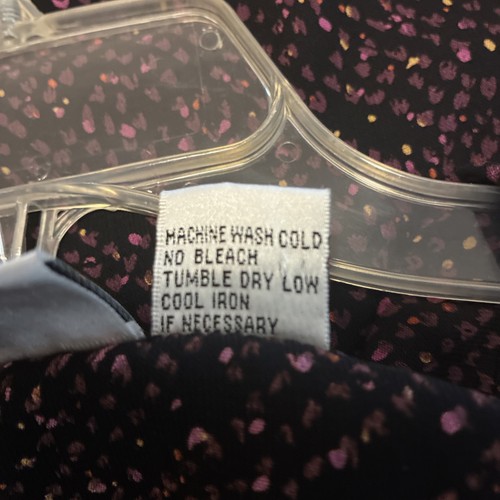 MACHINE WASH COLD
NO BLEACH
TUMBLE DRY LOW
COOL IRON
IF NECESSARY